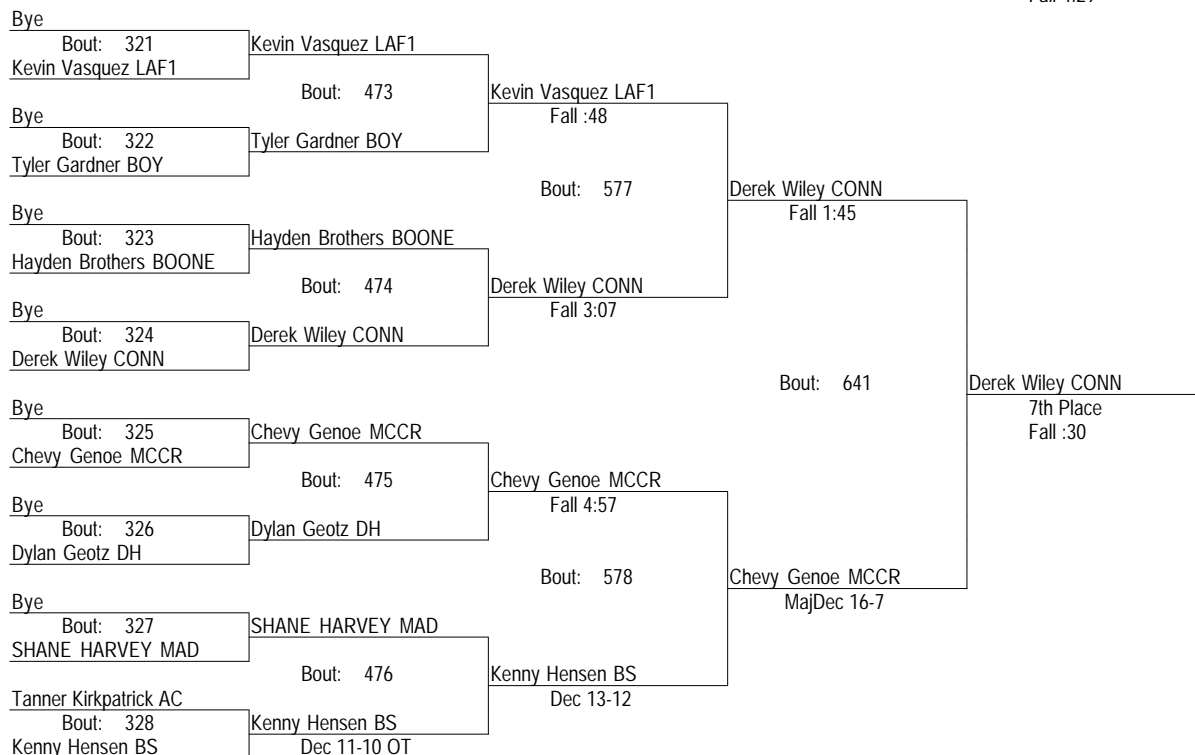 Fall 4:29
Bye
Bout: 321
Kevin Vasquez LAF1
Kevin Vasquez LAF1
Bout: 473
Kevin Vasquez LAF1
Fall :48
Bye
Bout: 322
Tyler Gardner BOY
Tyler Gardner BOY
Bout: 577
Derek Wiley CONN
Fall 1:45
Bye
Bout: 323
Hayden Brothers BOONE
Hayden Brothers BOONE
Bout: 474
Derek Wiley CONN
Fall 3:07
Bye
Bout: 324
Derek Wiley CONN
Derek Wiley CONN
Bout: 641
Derek Wiley CONN
7th Place
Fall :30
Bye
Bout: 325
Chevy Genoe MCCR
Chevy Genoe MCCR
Bout: 475
Chevy Genoe MCCR
Fall 4:57
Bye
Bout: 326
Dylan Geotz DH
Dylan Geotz DH
Bout: 578
Chevy Genoe MCCR
MajDec 16-7
Bye
Bout: 327
SHANE HARVEY MAD
SHANE HARVEY MAD
Bout: 476
Kenny Hensen BS
Dec 13-12
Tanner Kirkpatrick AC
Bout: 328
Kenny Hensen BS
Kenny Hensen BS
Dec 11-10 OT